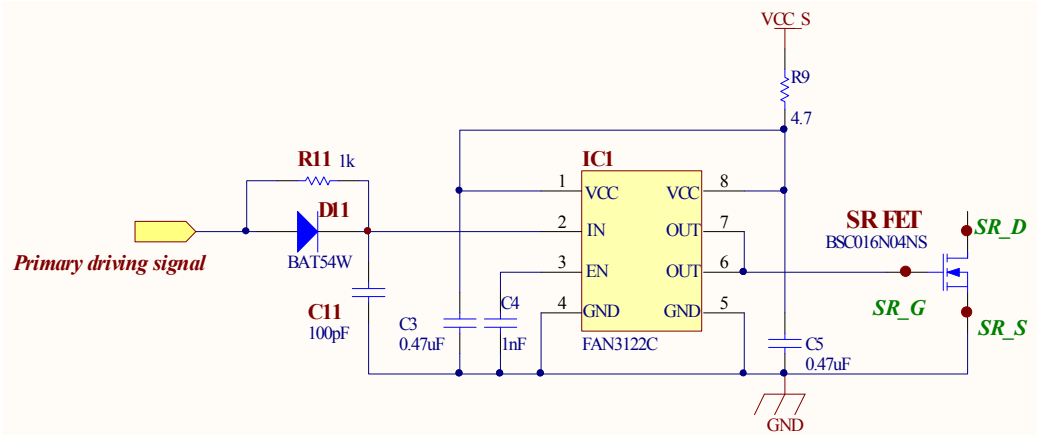 VCC_S
R9
4.7
R11 1k
D11
BAT54W
Primary driving signal
C11
100pF
C3
0.47uF
C4
1nF
IC1
1 VCC VCC 8
2 IN OUT 7
3 EN OUT 6
4 GND GND 5
FAN3122C
C5
0.47uF
GND
SR FET
BSC016N04NS
SR_D
SR_G
SR_S